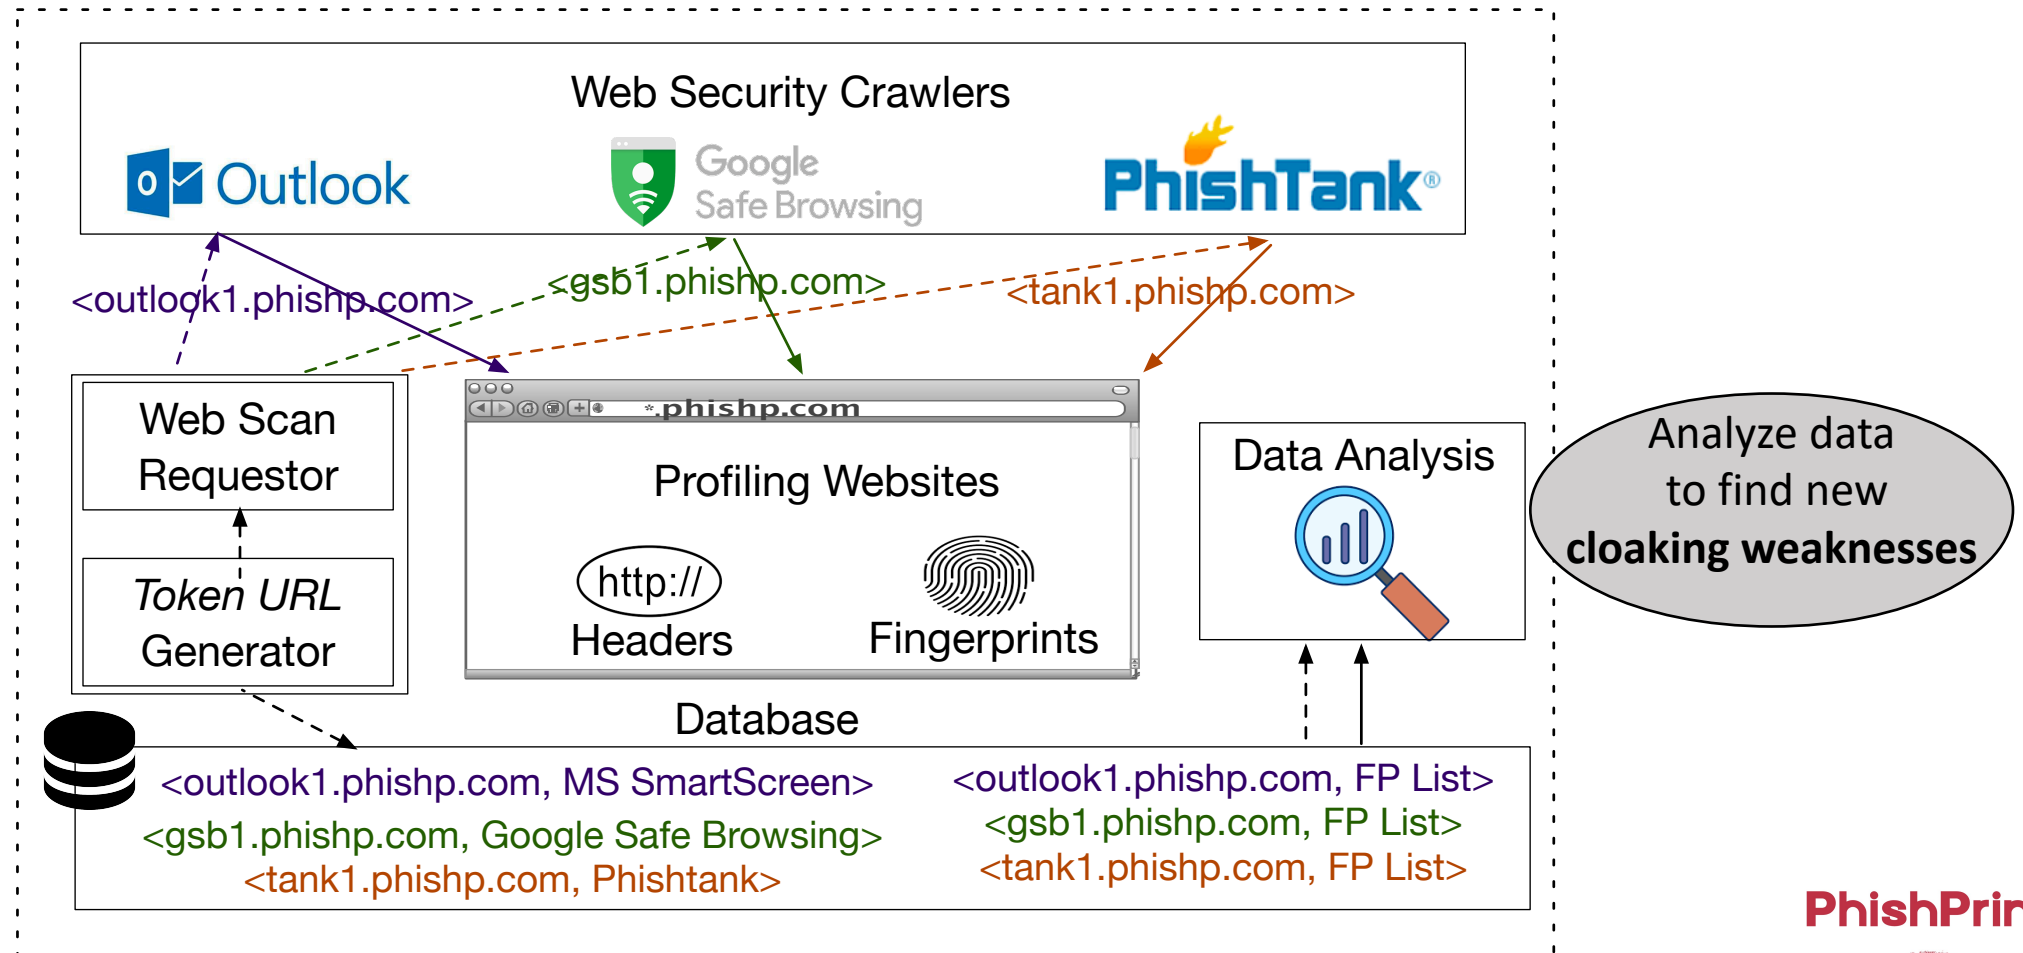 Web Security Crawlers
Outlook
Google
Safe Browsing
PhishTank®
<outlook1.phishp.com>
<gsb1.phishp.com>
<tank1.phishp.com>
Web Scan
Requestor
Token URL
Generator
*.phishp.com
Profiling Websites
http://
Headers
Fingerprints
Data Analysis
Analyze data
to find new
cloaking weaknesses
Database
<outlook1.phishp.com, MS SmartScreen>
<gsb1.phishp.com, Google Safe Browsing>
<tank1.phishp.com, Phishtank>
<outlook1.phishp.com, FP List>
<gsb1.phishp.com, FP List>
<tank1.phishp.com, FP List>
PhishPrin